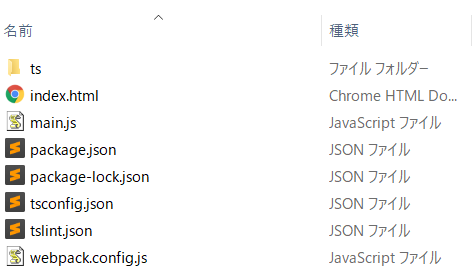 名前 種類
ts ファイル フォルダー
index.html Chrome HTML Do...
main.js JavaScript ファイル
package.json JSON ファイル
package-lock.json JSON ファイル
tsconfig.json JSON ファイル
tslint.json JSON ファイル
webpack.config.js JavaScript ファイル